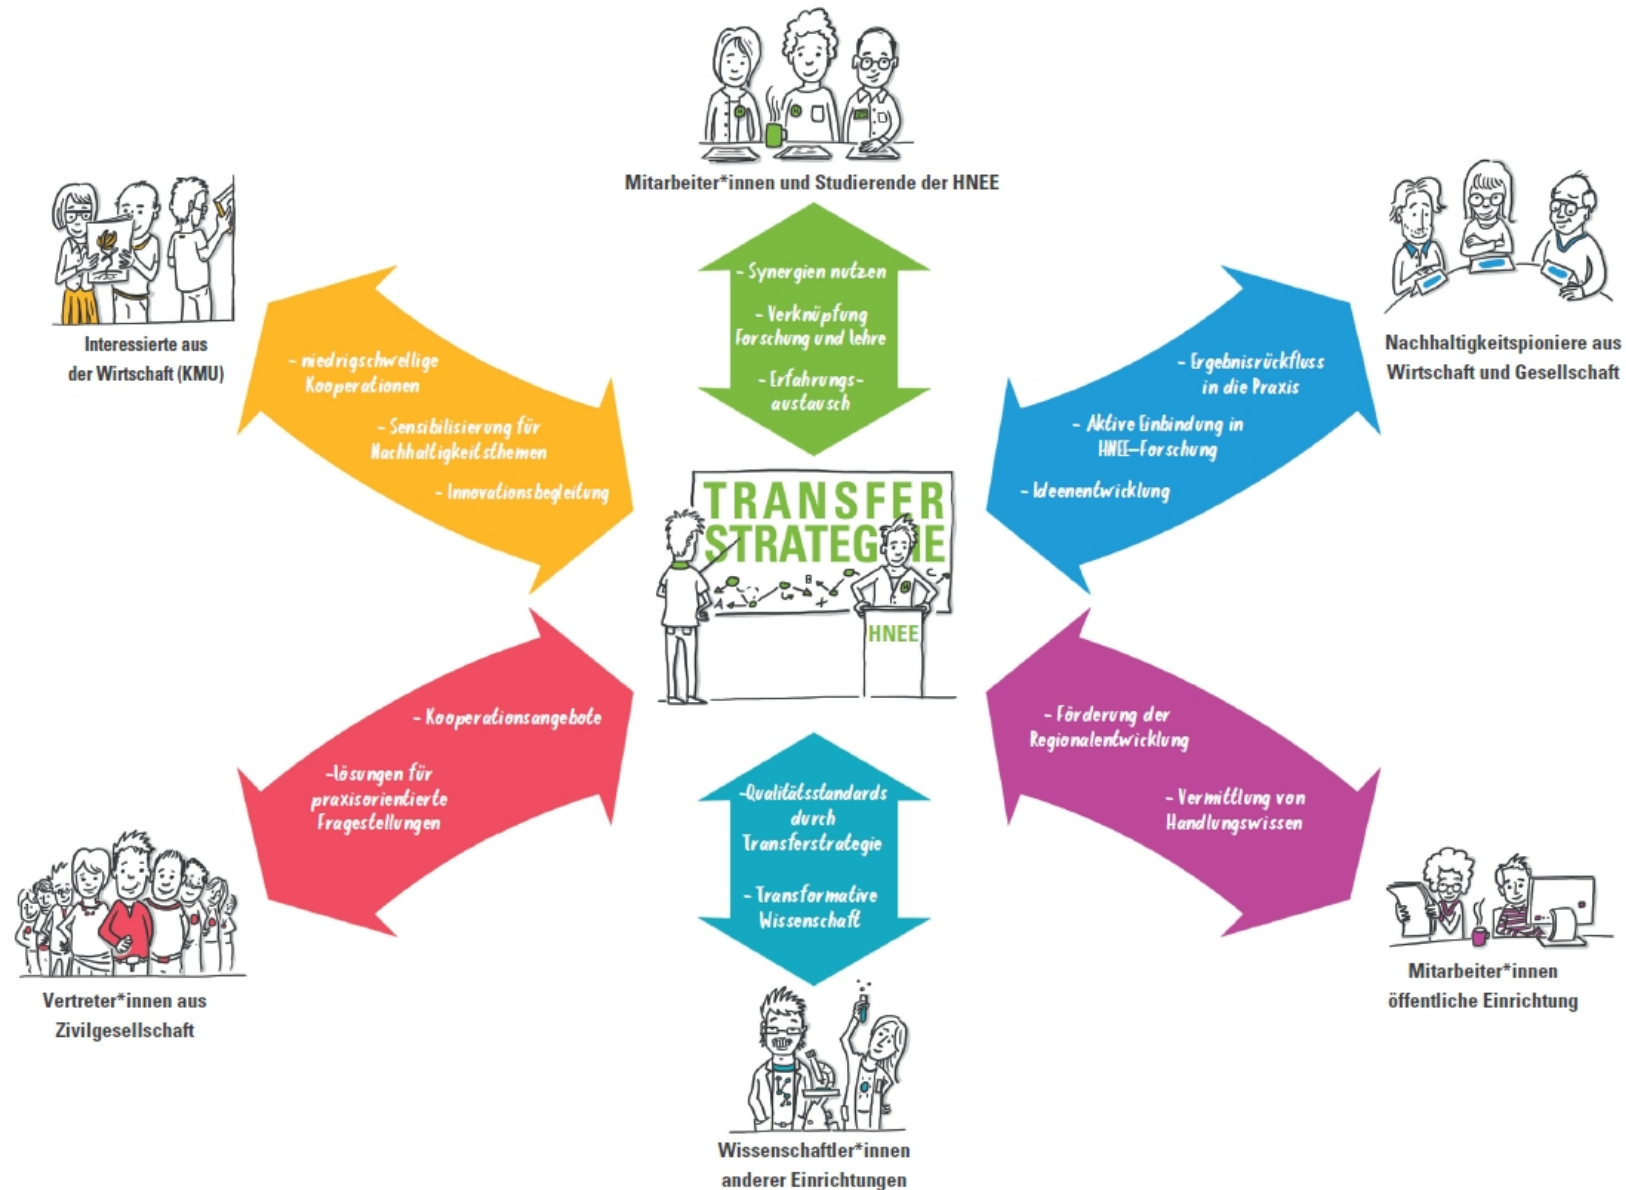 Mitarbeiter*innen und Studierende der HNEE
- Synergien nutzen
- Verknüpfung
Forschung und Lehre
- Erfahrungs-
austausch
Interessierte aus
der Wirtschaft (KMU)
- niedrigschwellige
Kooperationen
- Sensibilisierung für
Nachhaltigkeitsthemen
- Innovationsbegleitung
Nachhaltigkeitspioniere aus
Wirtschaft und Gesellschaft
- Ergebnisrückfluss
in die Praxis
- Aktive Einbindung in
HNEE-Forschung
- Ideenentwicklung
TRANSFER
STRATEGIE
A
B
C
HNEE
- Kooperationsangebote
-Lösungen für
praxisorientierte
Fragestellungen
Vertreter*innen aus
Zivilgesellschaft
- Förderung der
Regionalentwicklung
- Vermittlung von
Handlungswissen
Mitarbeiter*innen
öffentliche Einrichtung
-Qualitätsstandards
durch
Transferstrategie
- Transformative
Wissenschaft
Wissenschaftler*innen
anderer Einrichtungen